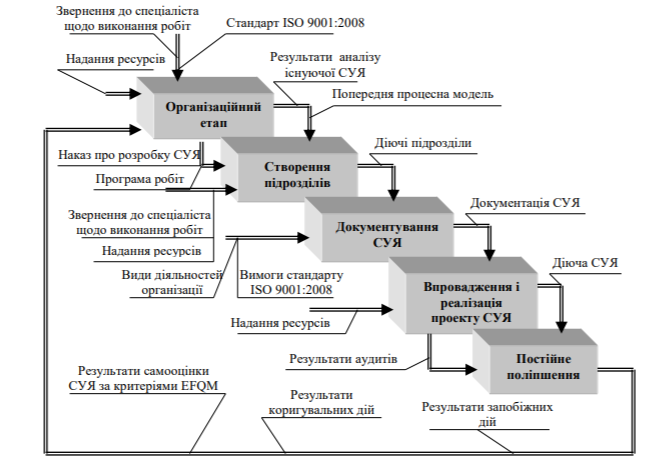 Звернення до спеціаліста
щодо виконання робіт
Стандарт ISO 9001:2008
Надання ресурсів
Результати аналізу
існуючої СУЯ
Попередня процесна модель
Організаційний
етап
Діючі підрозділи
Наказ про розробку СУЯ
Створення
підрозділів
Програма робіт
Документація СУЯ
Звернення до спеціаліста
щодо виконання робіт
Документування
СУЯ
Надання ресурсів
Діюча СУЯ
Види діяльностей
організації
Вимоги стандарту
ISO 9001:2008
Впровадження і
реалізація
проекту СУЯ
Надання ресурсів
Результати аудитів
Постійне
поліпшення
Результати самооцінки
СУЯ за критеріями EFQM
Результати
коригувальних дій
Результати запобіжних
дій